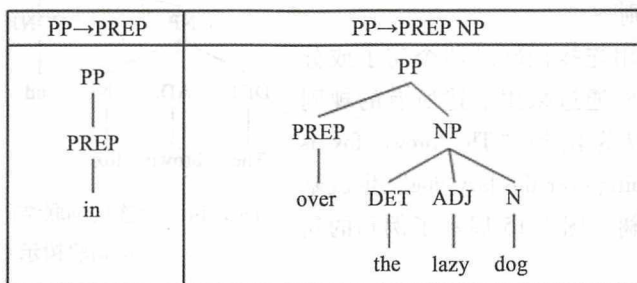 PP→PREP PP→PREP NP
PP PP
PREP PREP NP
in over DET ADJ N
the lazy dog